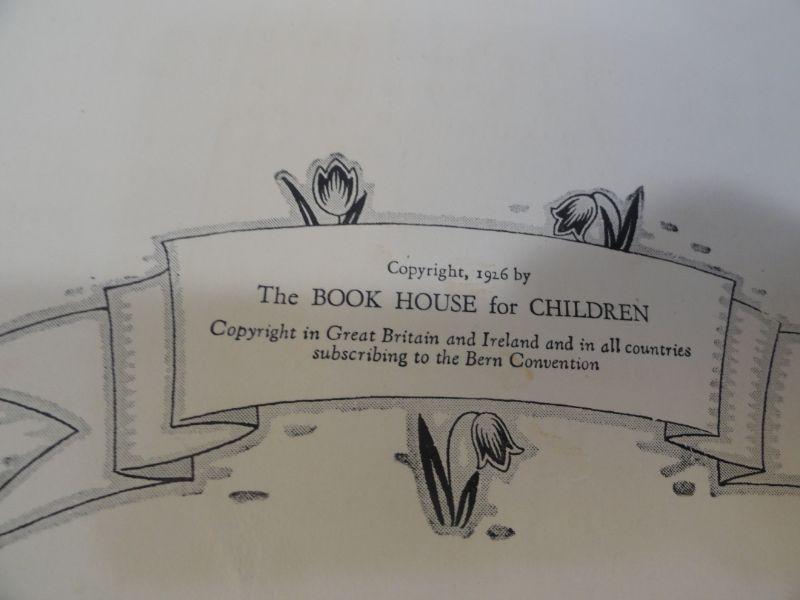 Copyright, 1926 by
The BOOK HOUSE for CHILDREN
Copyright in Great Britain and Ireland and in all countries
subscribing to the Bern Convention